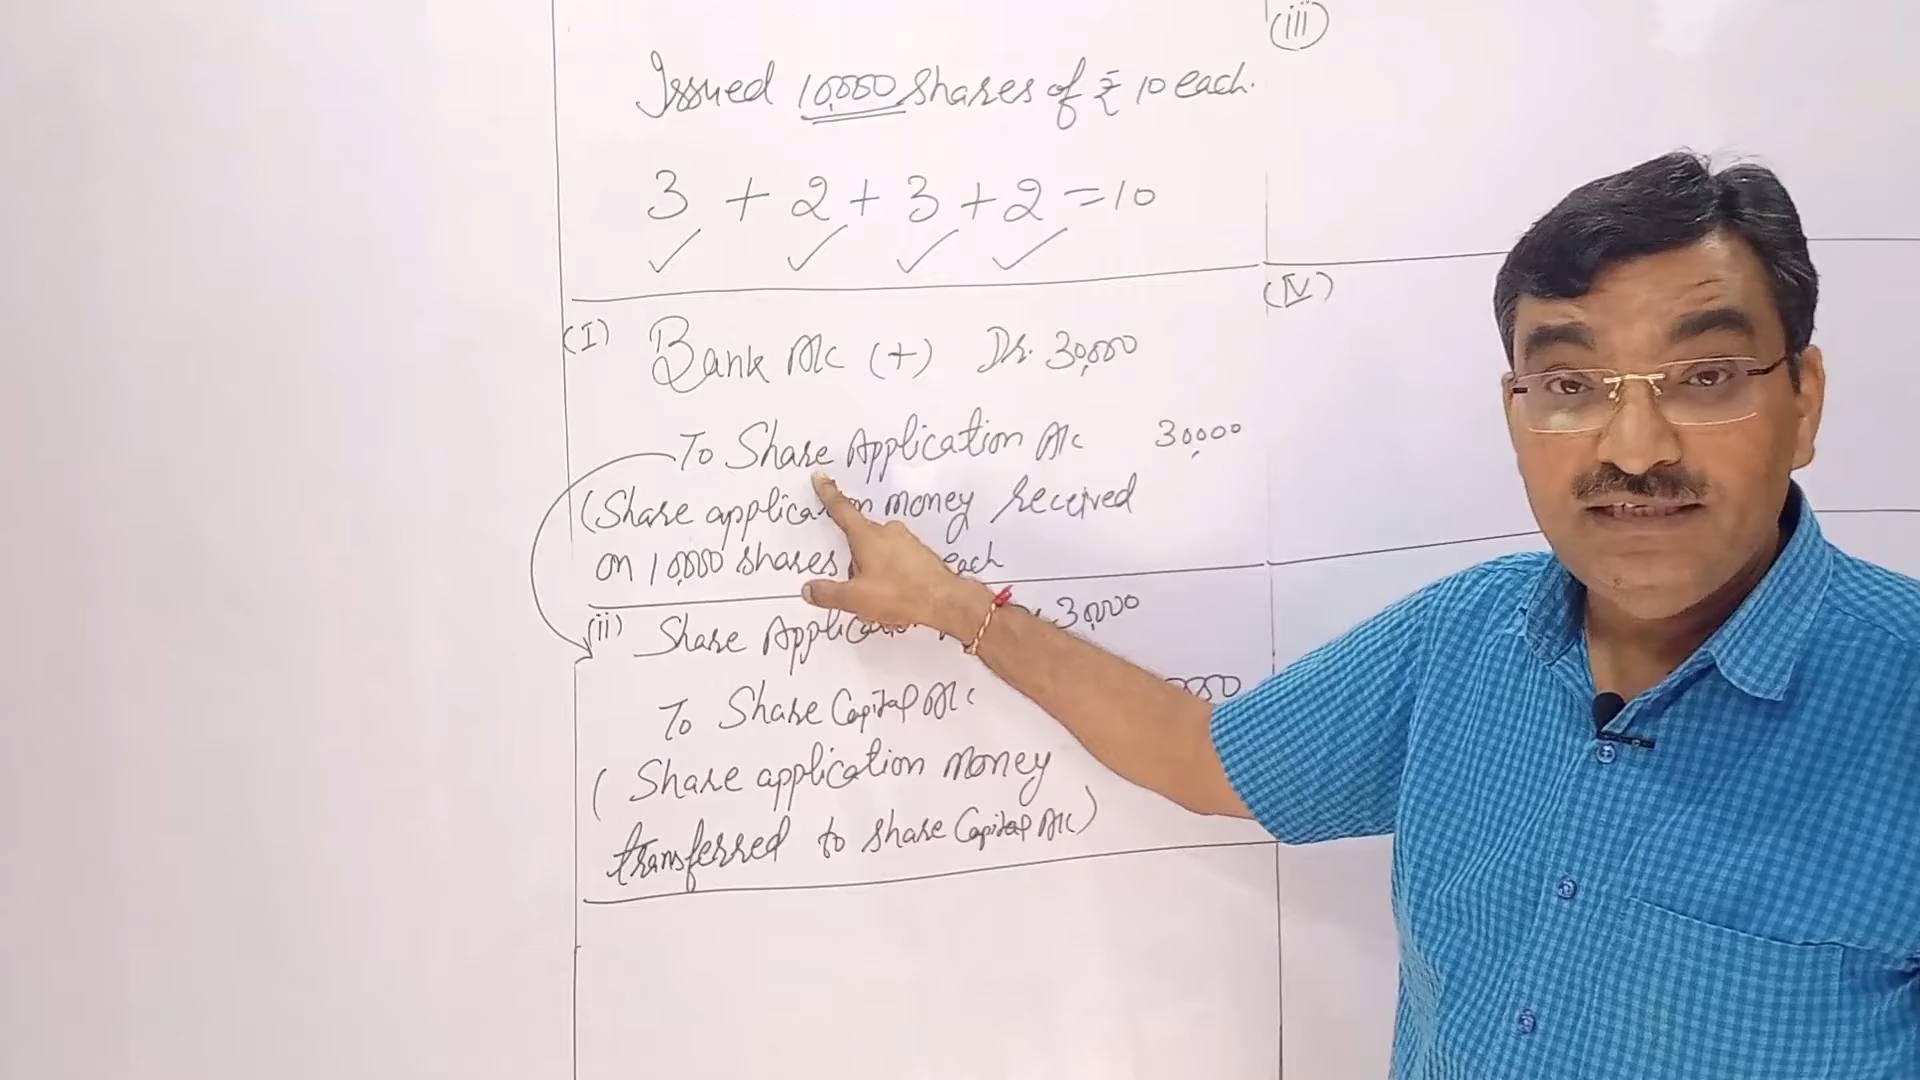 Issued 10,000 shares of ₹ 10 each.
3 + 2 + 3 + 2 = 10
(I) Bank A/c (+) Dr. 30,000
To Share Application A/c 30,000
(Share application money received
on 10,000 shares each
(ii) Share Dr. 30,000
To Share Capital A/c
(Share application money
transferred to share Capital A/c)
(iii)
(IV)